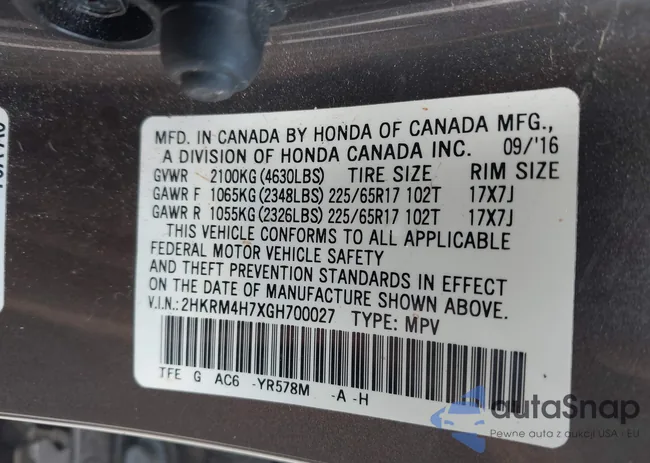 MFD. IN CANADA BY HONDA OF CANADA MFG.,
A DIVISION OF HONDA CANADA INC. 09/'16
GVWR 2100KG (4630LBS) TIRE SIZE RIM SIZE
GAWR F 1065KG (2348LBS) 225/65R17 102T 17X7J
GAWR R 1055KG (2326LBS) 225/65R17 102T 17X7J
THIS VEHICLE CONFORMS TO ALL APPLICABLE
FEDERAL MOTOR VEHICLE SAFETY
AND THEFT PREVENTION STANDARDS IN EFFECT
ON THE DATE OF MANUFACTURE SHOWN ABOVE.
V.I.N.:2HKRM4H7XGH700027 TYPE: MPV
TFE G AC6 -YR578M -A -H
autoSnap
Pewne auta z aukcji USA - EU